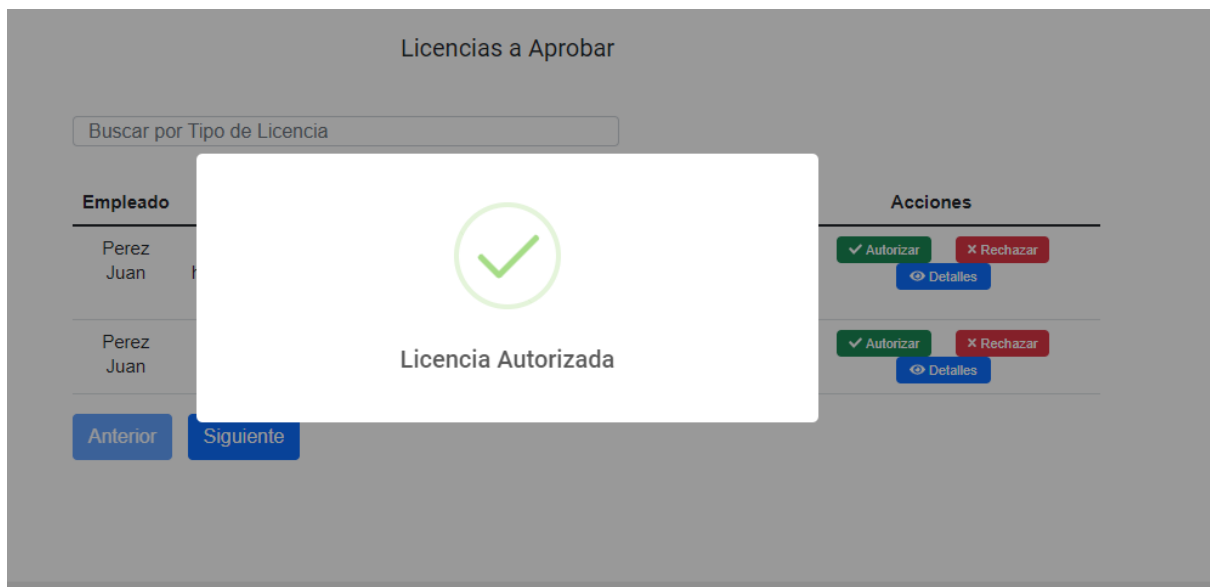 Licencias a Aprobar
Buscar por Tipo de Licencia
Empleado
Acciones
Perez
Juan
Autorizar
Rechazar
Detalles
Perez
Juan
Autorizar
Rechazar
Detalles
Licencia Autorizada
Anterior
Siguiente